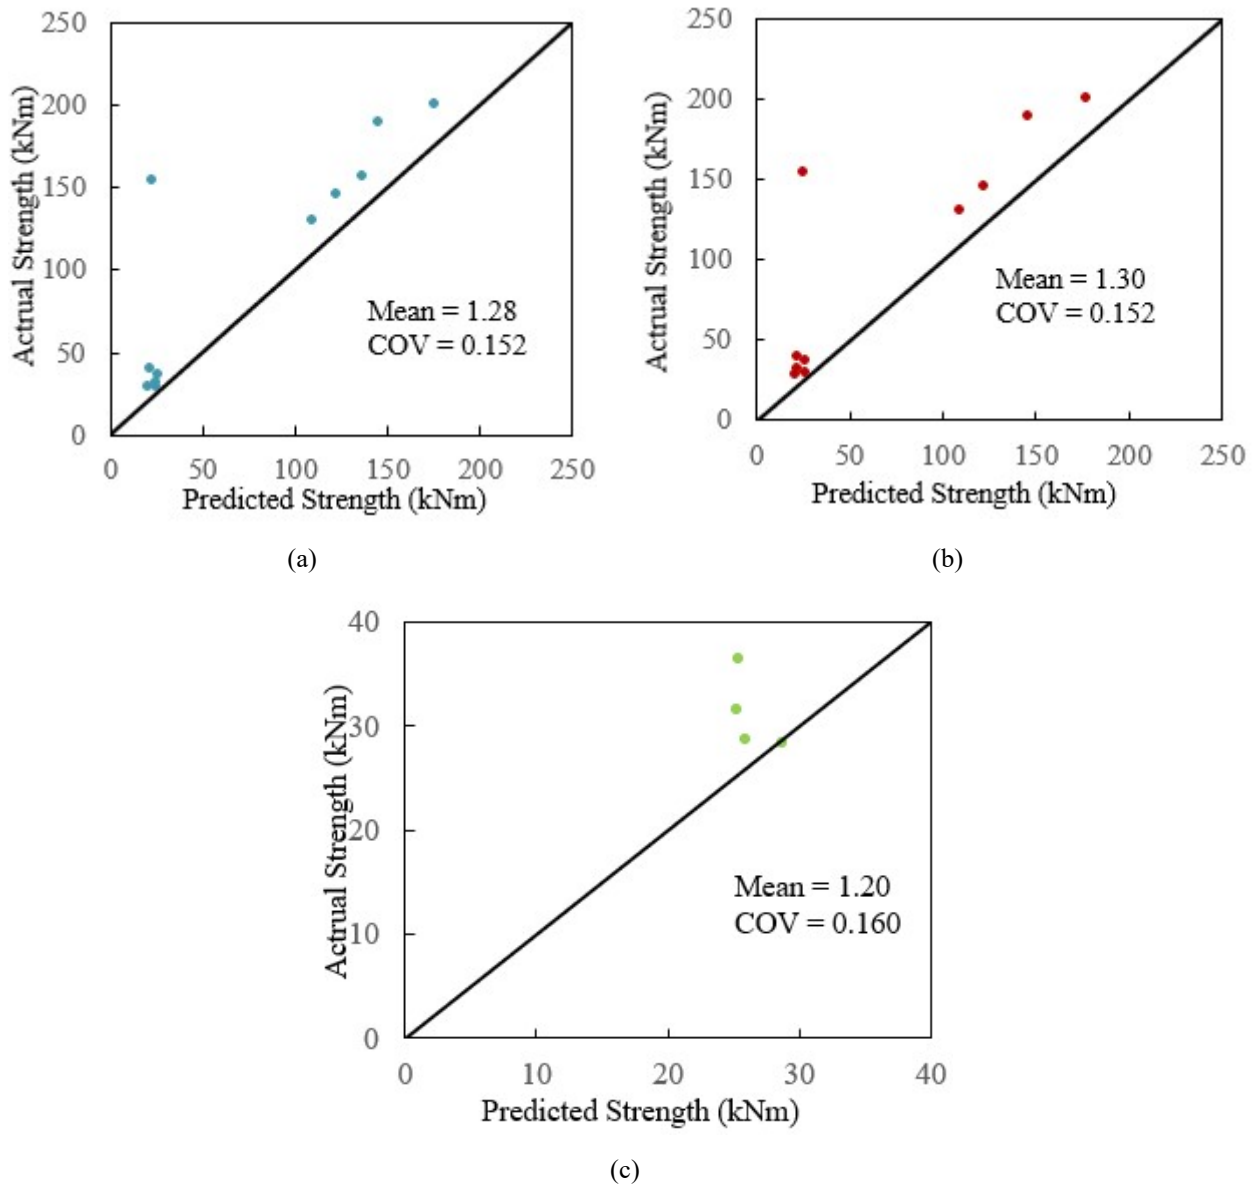 250
200
150
100
50
0
Actrual Strength (kNm)
Mean = 1.28
COV = 0.152
0 50 100 150 200 250
Predicted Strength (kNm)
(a)
250
200
150
100
50
0
Actrual Strength (kNm)
Mean = 1.30
COV = 0.152
0 50 100 150 200 250
Predicted Strength (kNm)
(b)
40
30
20
10
0
Actrual Strength (kNm)
Mean = 1.20
COV = 0.160
0 10 20 30 40
Predicted Strength (kNm)
(c)